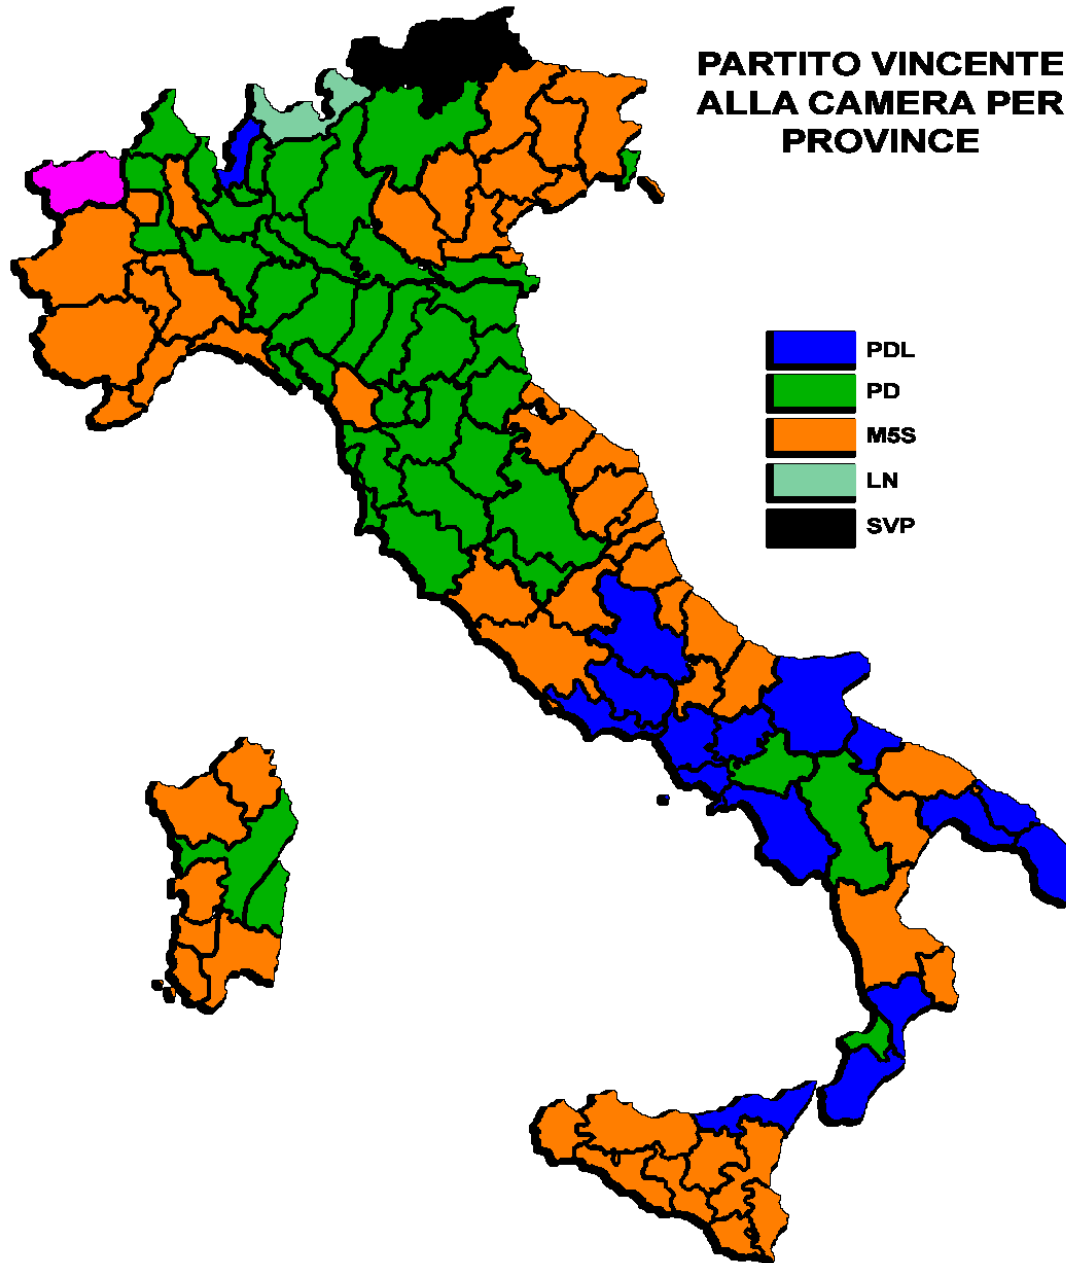 PARTITO VINCENTE
ALLA CAMERA PER
PROVINCE
PDL
PD
M5S
LN
SVP